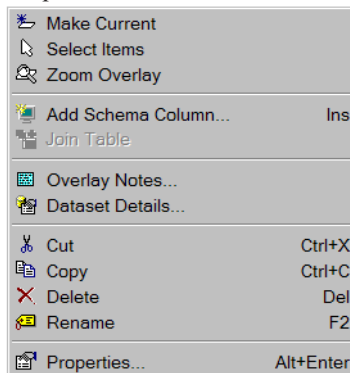 Make Current
Select Items
Zoom Overlay
Add Schema Column... Ins
Join Table
Overlay Notes...
Dataset Details...
Cut Ctrl+X
Copy Ctrl+C
Delete Del
Rename F2
Properties... Alt+Enter